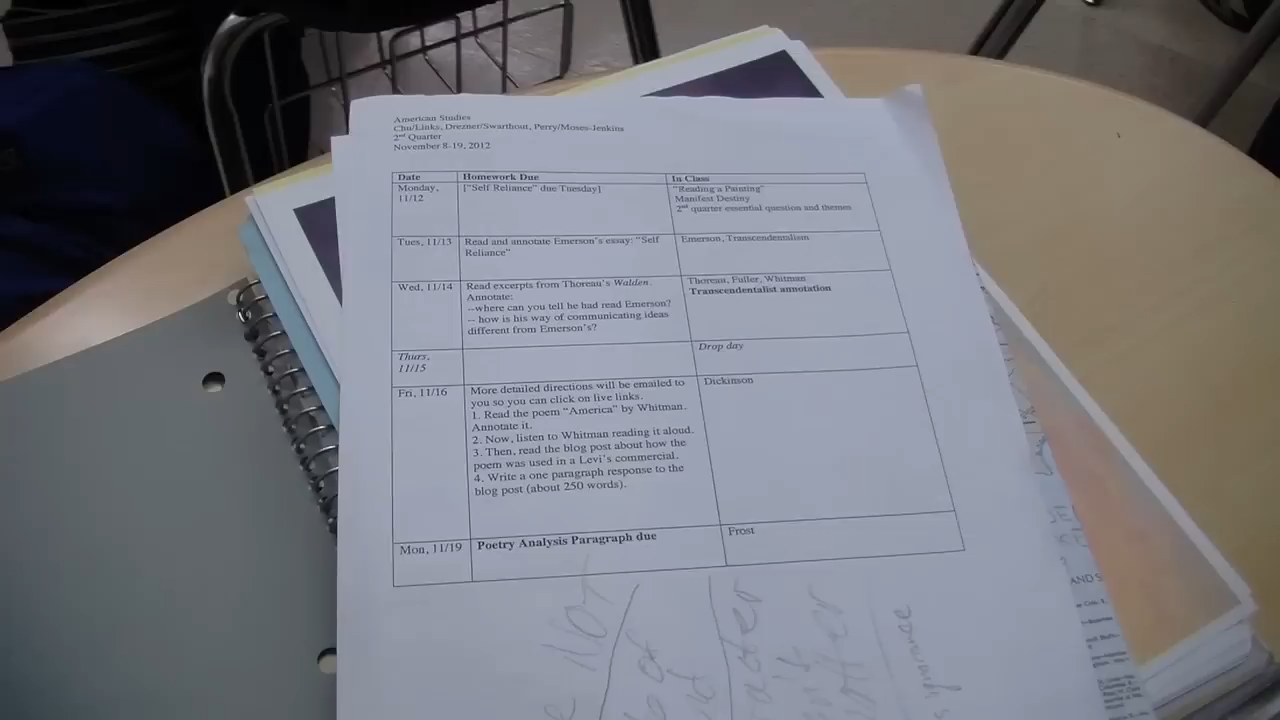 American Studies
Chu/Links, Drezner/Swarthout, Perry/Moses-Jenkins
2nd Quarter
November 8-19, 2012
Date Homework Due In Class
Monday, 11/12
["Self Reliance" due Tuesday]
"Reading a Painting"
Manifest Destiny
2nd quarter essential question and themes
Tues, 11/13
Read and annotate Emerson's essay: "Self
Reliance"
Emerson, Transcendentalism
Wed, 11/14
Read excerpts from Thoreau's Walden.
Annotate:
--where can you tell he had read Emerson?
-- how is his way of communicating ideas
different from Emerson's?
Thoreau, Fuller, Whitman
Transcendentalist annotation
Thurs, 11/15
Drop day
Fri, 11/16
More detailed directions will be emailed to
you so you can click on live links.
1. Read the poem "America" by Whitman.
Annotate it.
2. Now, listen to Whitman reading it aloud.
3. Then, read the blog post about how the
poem was used in a Levi's commercial.
4. Write a one paragraph response to the
blog post (about 250 words).
Dickinson
Mon, 11/19
Poetry Analysis Paragraph due
Frost
AND S